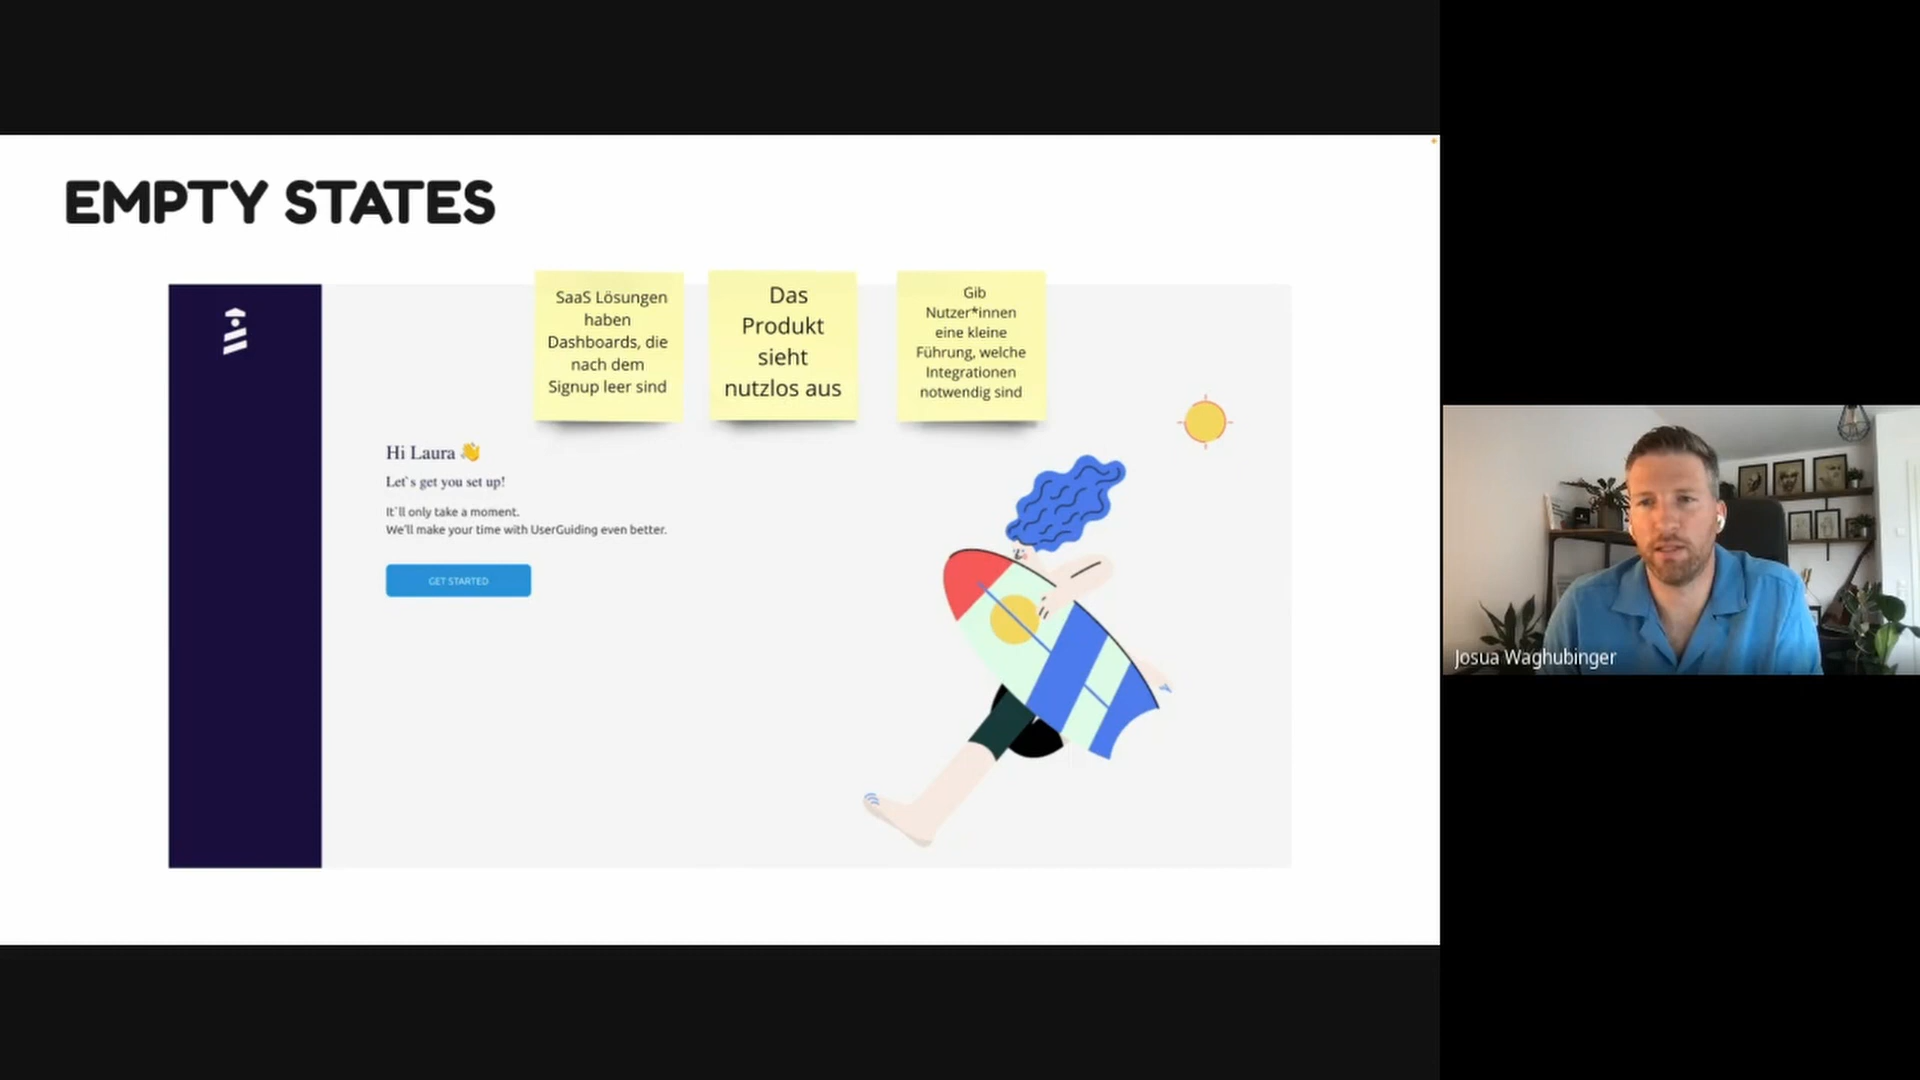 EMPTY STATES
SaaS Lösungen
haben
Dashboards, die
nach dem
Signup leer sind
Das
Produkt
sieht
nutzlos aus
Gib
Nutzer*innen
eine kleine
Führung, welche
Integrationen
notwendig sind
Hi Laura 👋
Let`s get you set up!
It`ll only take a moment.
We'll make your time with UserGuiding even better.
GET STARTED
Josua Waghubinger